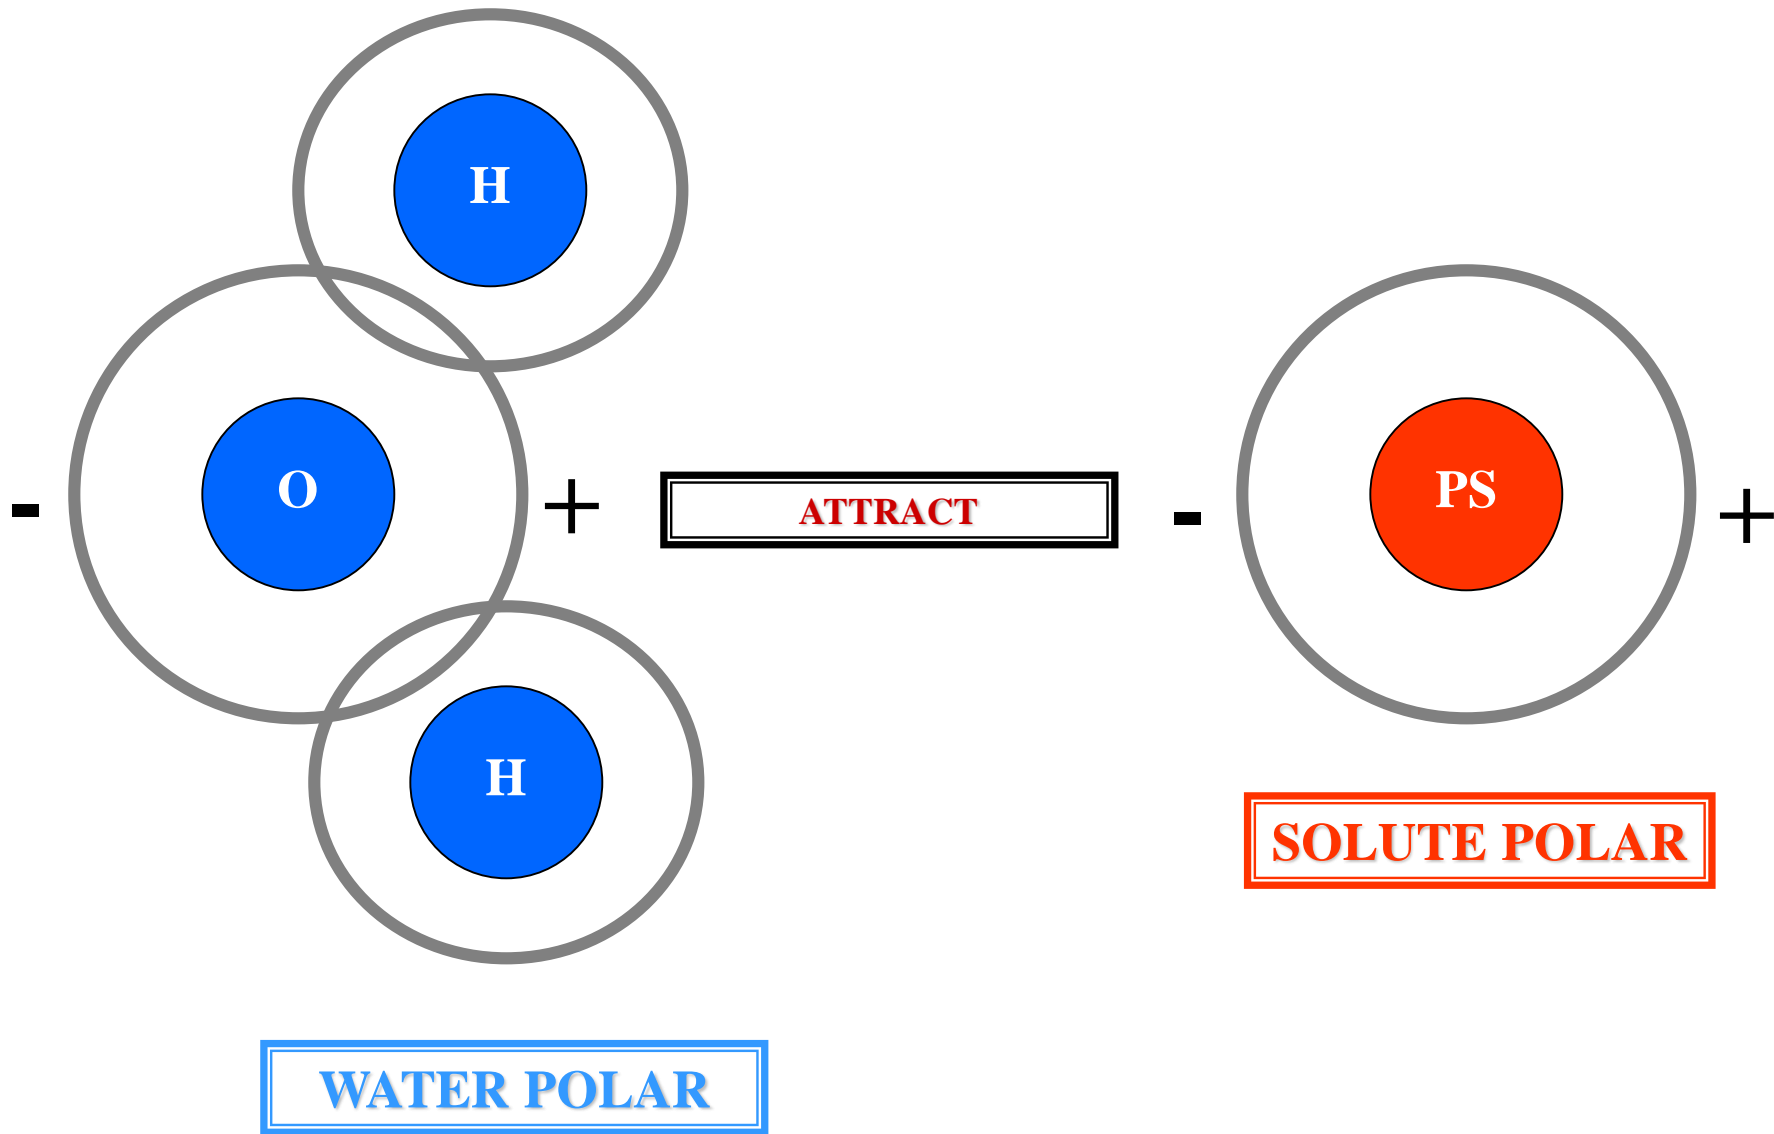 H
- O + ATTRACT - PS +
H
SOLUTE POLAR
WATER POLAR